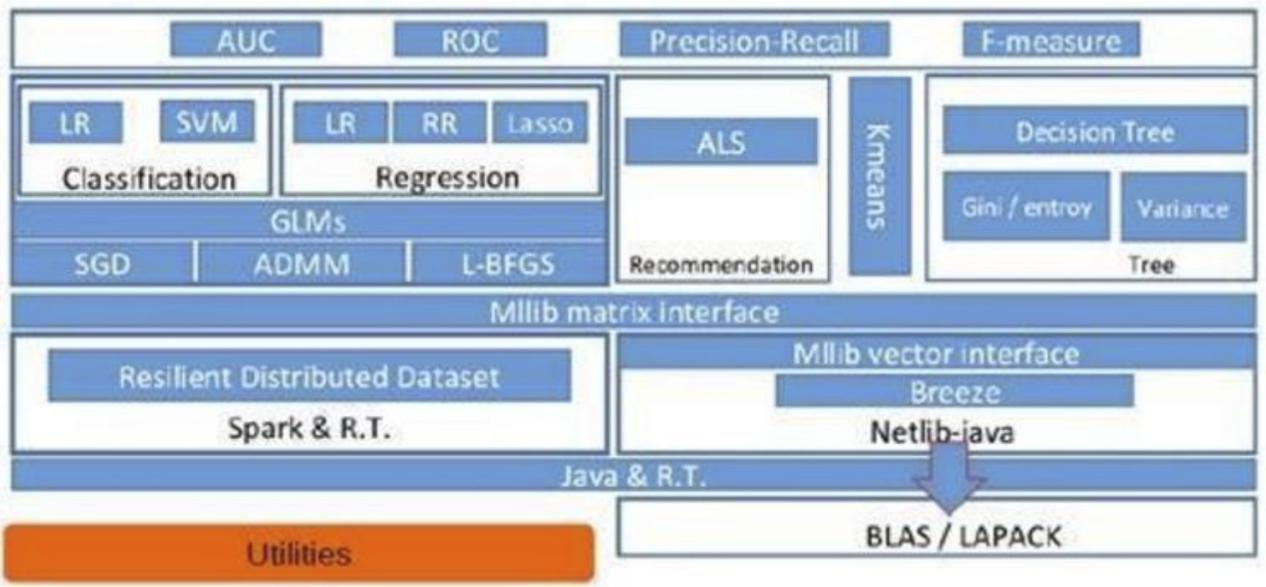 AUC ROC Precision-Recall F-measure
LR SVM
Classification
LR RR Lasso
Regression
GLMs
SGD ADMM L-BFGS
ALS
Recommendation
Kmeans
Decision Tree
Gini / entroy Variance
Tree
Mllib matrix interface
Resilient Distributed Dataset
Spark & R.T.
Mllib vector interface
Breeze
Netlib-java
Java & R.T.
BLAS / LAPACK
Utilities